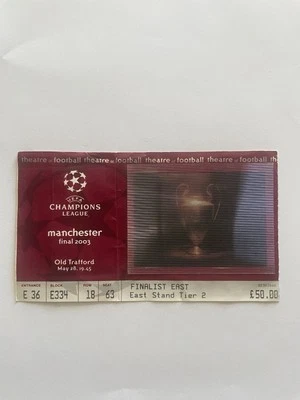 theatre of football theatre of football theatre of football theatre of football
UEFA
CHAMPIONS
LEAGUE
manchester
final 2003
Old Trafford
May 28, 19.45
ENTRANCE BLOCK ROW SEAT
E 36 E334 18 63 FINALIST EAST
East Stand Tier 2 £50.00